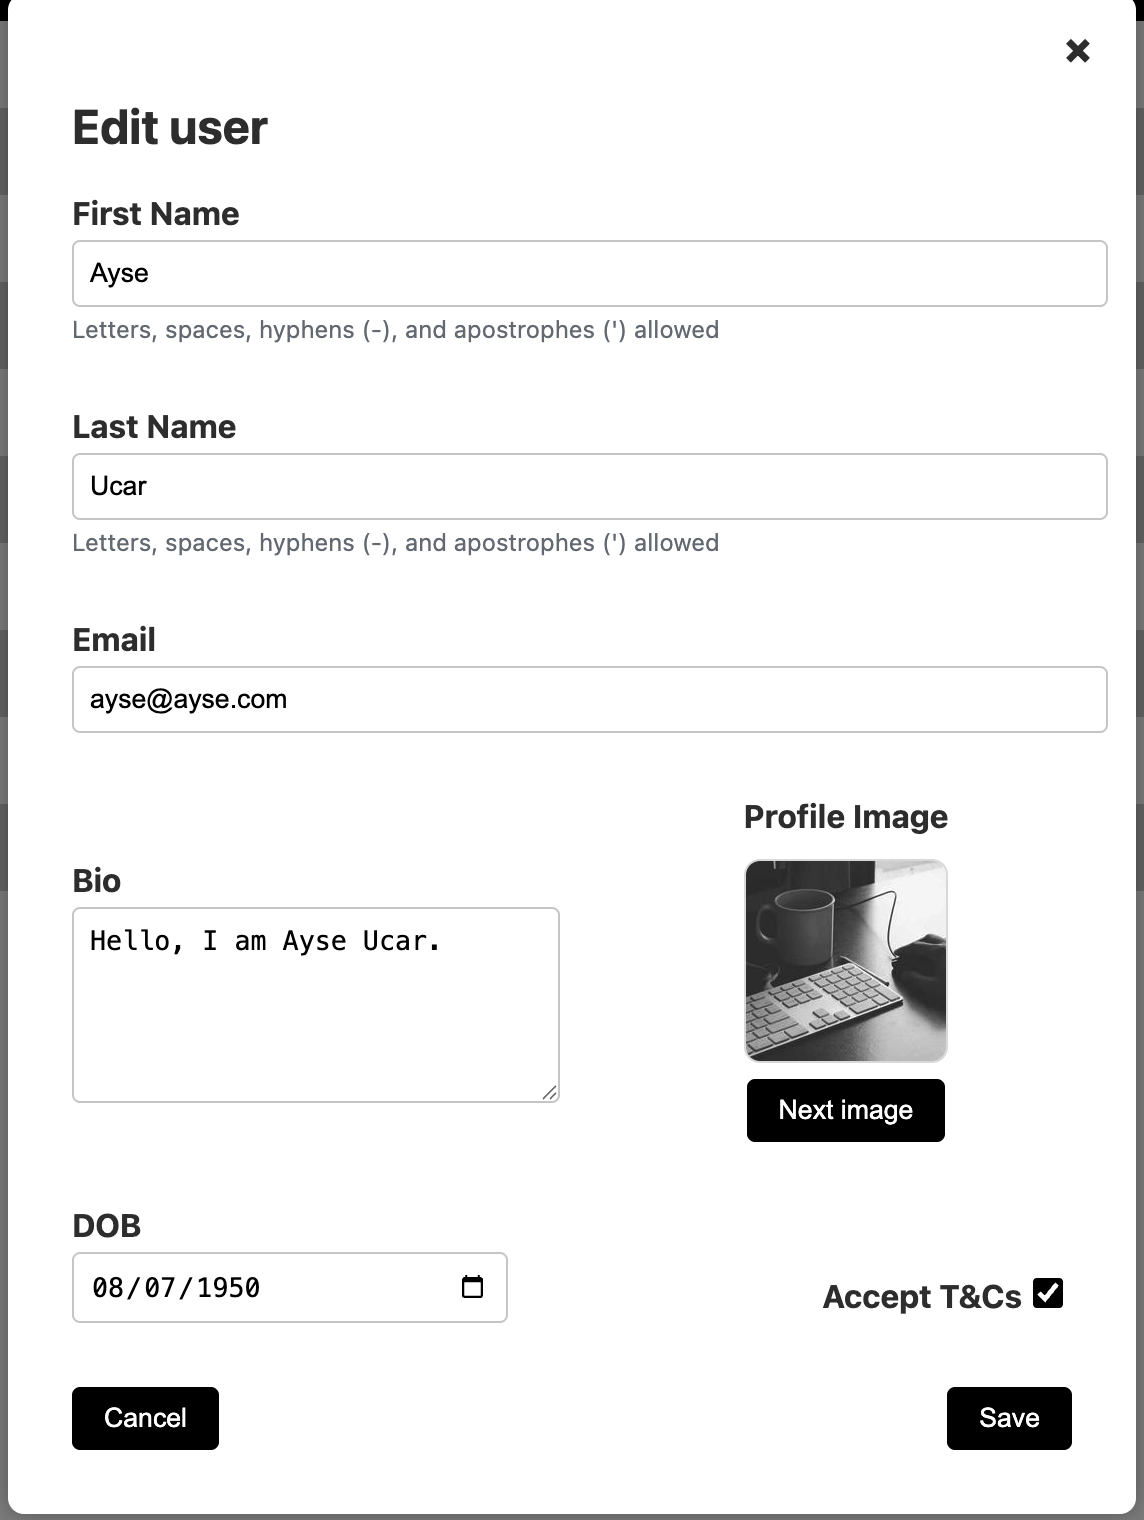 ✖
Edit user
First Name
Ayse
Letters, spaces, hyphens (-), and apostrophes (') allowed
Last Name
Ucar
Letters, spaces, hyphens (-), and apostrophes (') allowed
Email
ayse@ayse.com
Profile Image
Bio
Hello, I am Ayse Ucar.
Next image
DOB
08/07/1950
Accept T&Cs
Cancel
Save